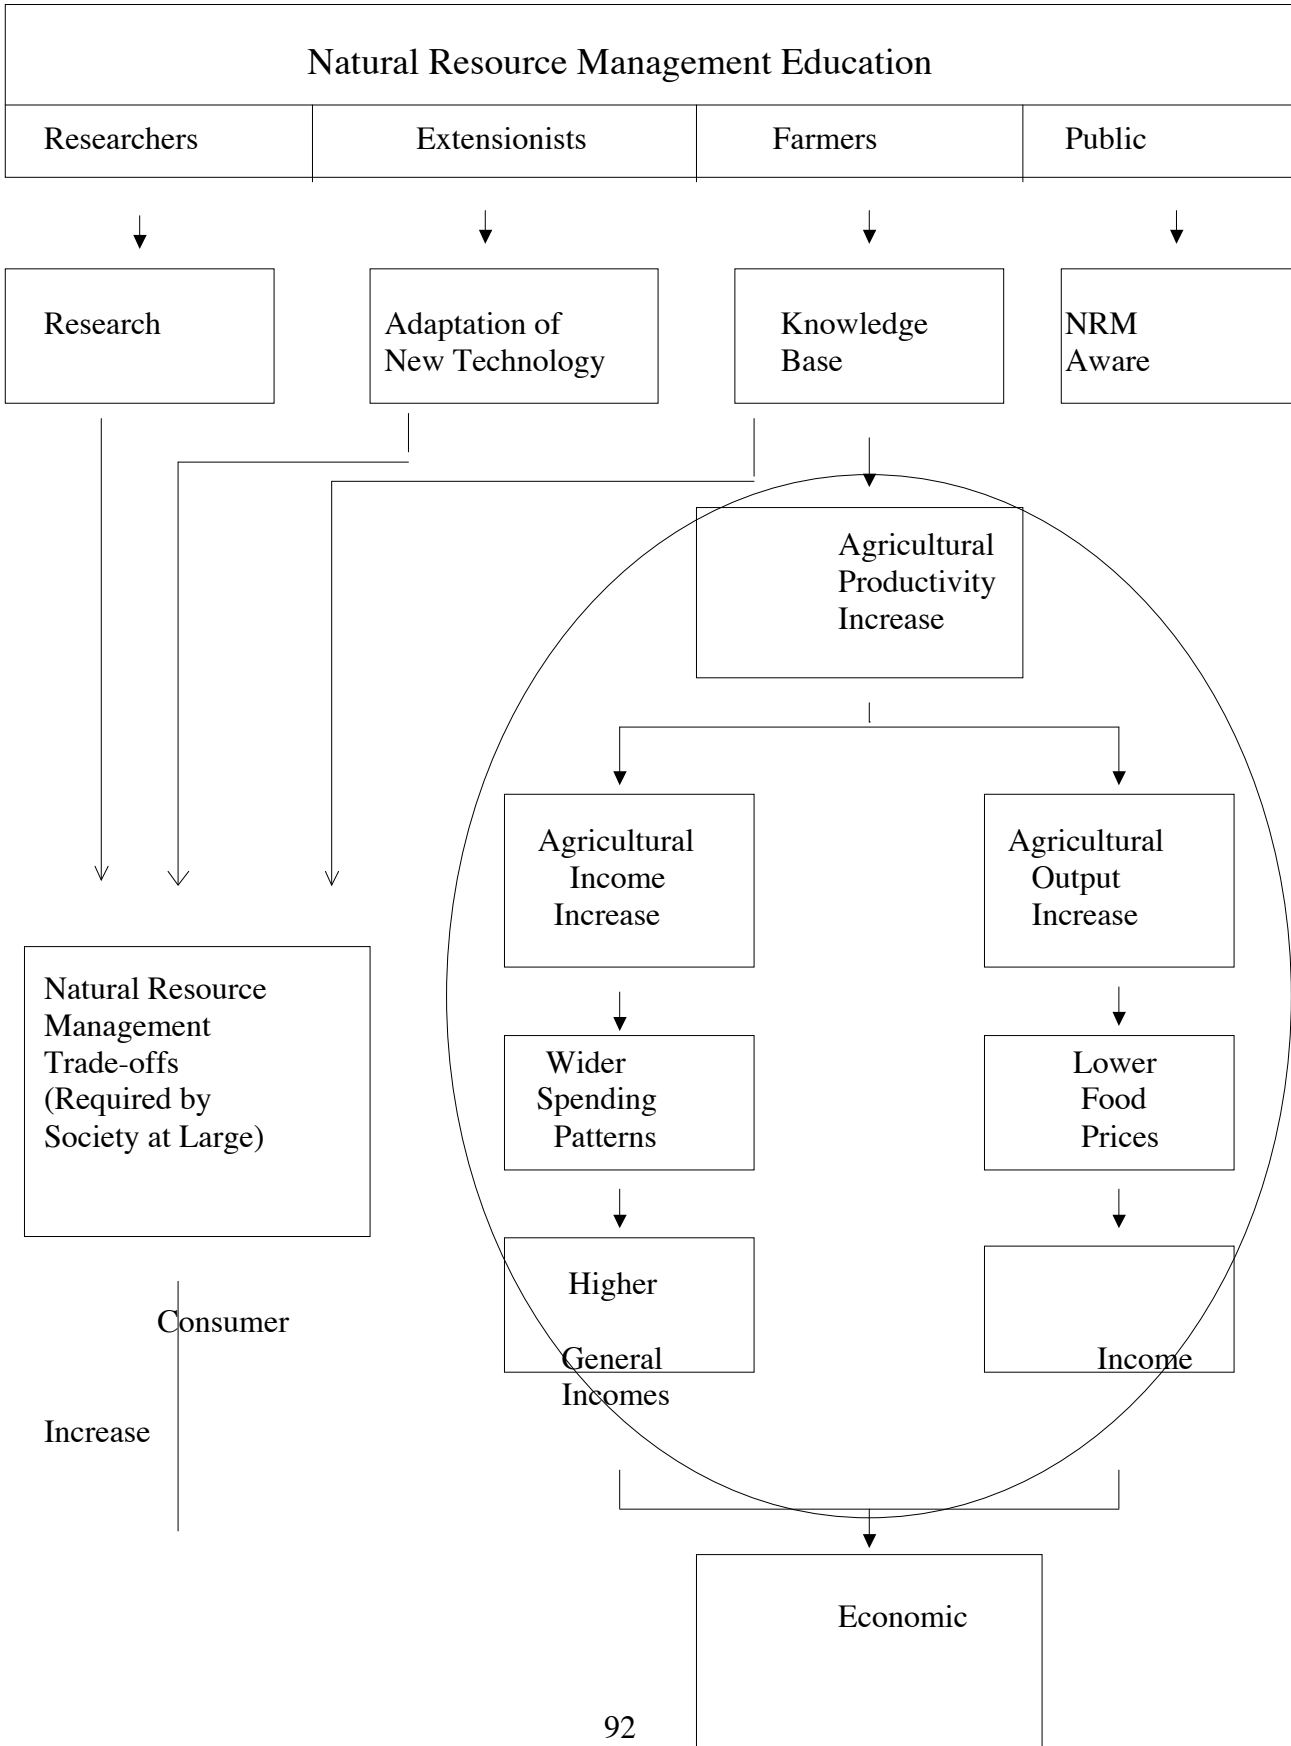 Natural Resource Management Education
Researchers
Extensionists
Farmers
Public
Research
Adaptation of
New Technology
Knowledge
Base
NRM
Aware
Agricultural
Productivity
Increase
Agricultural
Income
Increase
Agricultural
Output
Increase
Natural Resource
Management
Trade-offs
(Required by
Society at Large)
Wider
Spending
Patterns
Lower
Food
Prices
Higher
Consumer
General
Incomes
Income
Increase
Economic
92